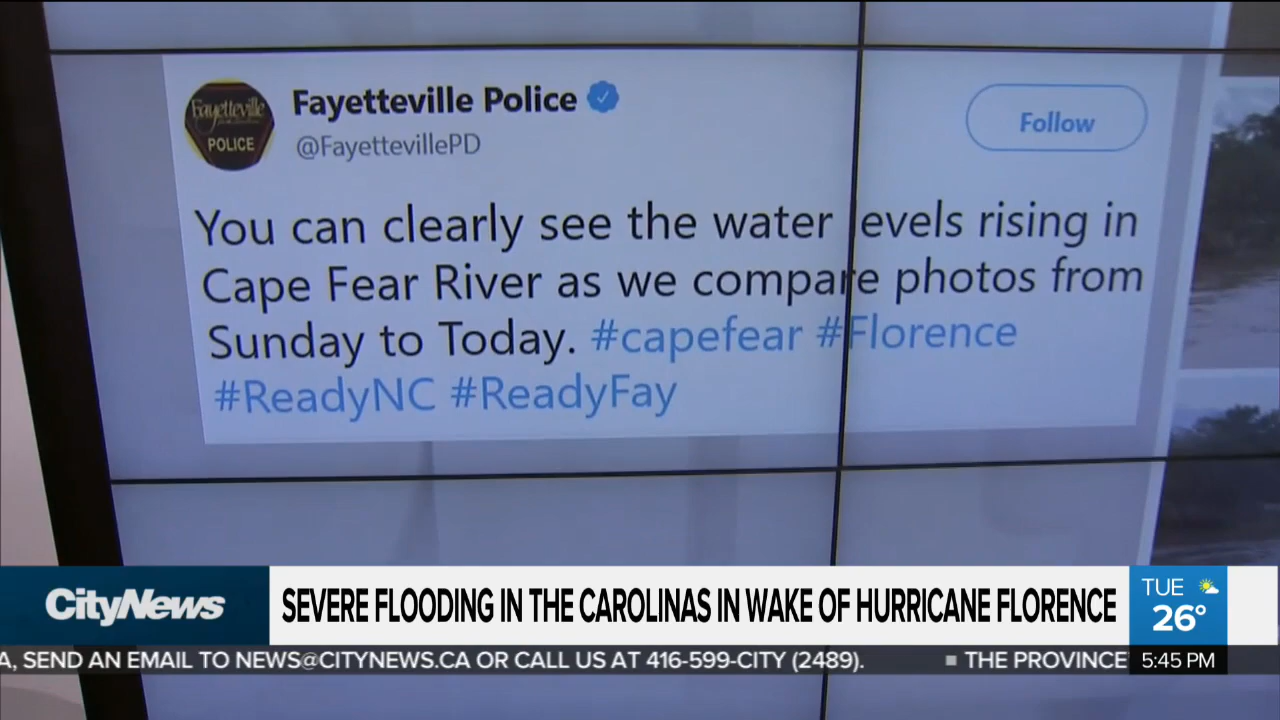 Fayetteville
POLICE
Fayetteville Police
@FayettevillePD
Follow
You can clearly see the water levels rising in
Cape Fear River as we compare photos from
Sunday to Today. #capefear #Florence
#ReadyNC #ReadyFay
CityNews
SEVERE FLOODING IN THE CAROLINAS IN WAKE OF HURRICANE FLORENCE
TUE
26°
A, SEND AN EMAIL TO NEWS@CITYNEWS.CA OR CALL US AT 416-599-CITY (2489). ■ THE PROVINCE
5:45 PM